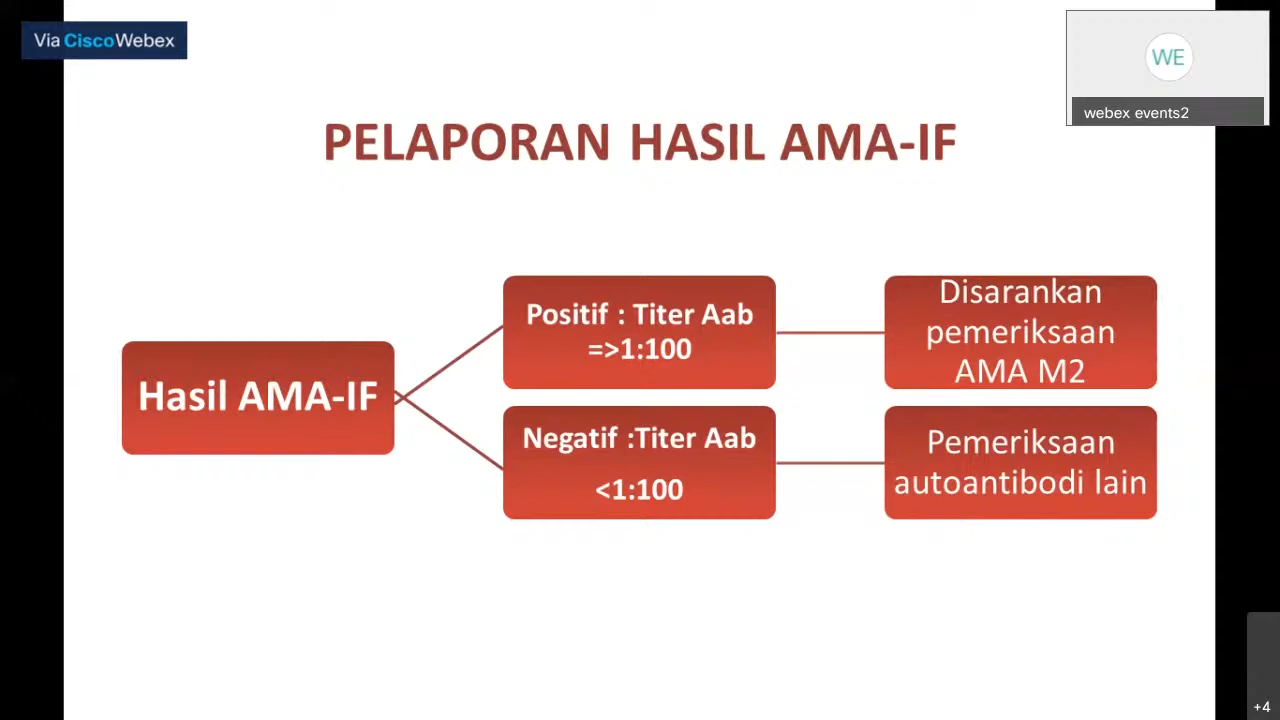 Via CiscoWebex
WE
webex events2
PELAPORAN HASIL AMA-IF
Hasil AMA-IF
Positif : Titer Aab
=>1:100
Disarankan
pemeriksaan
AMA M2
Negatif :Titer Aab
<1:100
Pemeriksaan
autoantibodi lain
+4